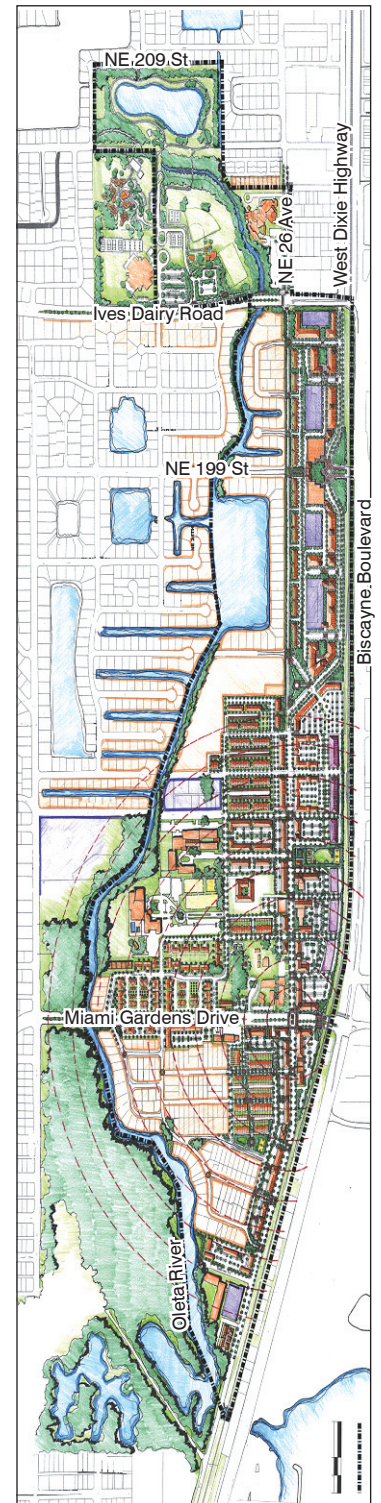 NE 209 St
West Dixie Highway
NE 26 Ave
Ives Dairy Road
NE 199 St
Biscayne Boulevard
Miami Gardens Drive
Oleta River